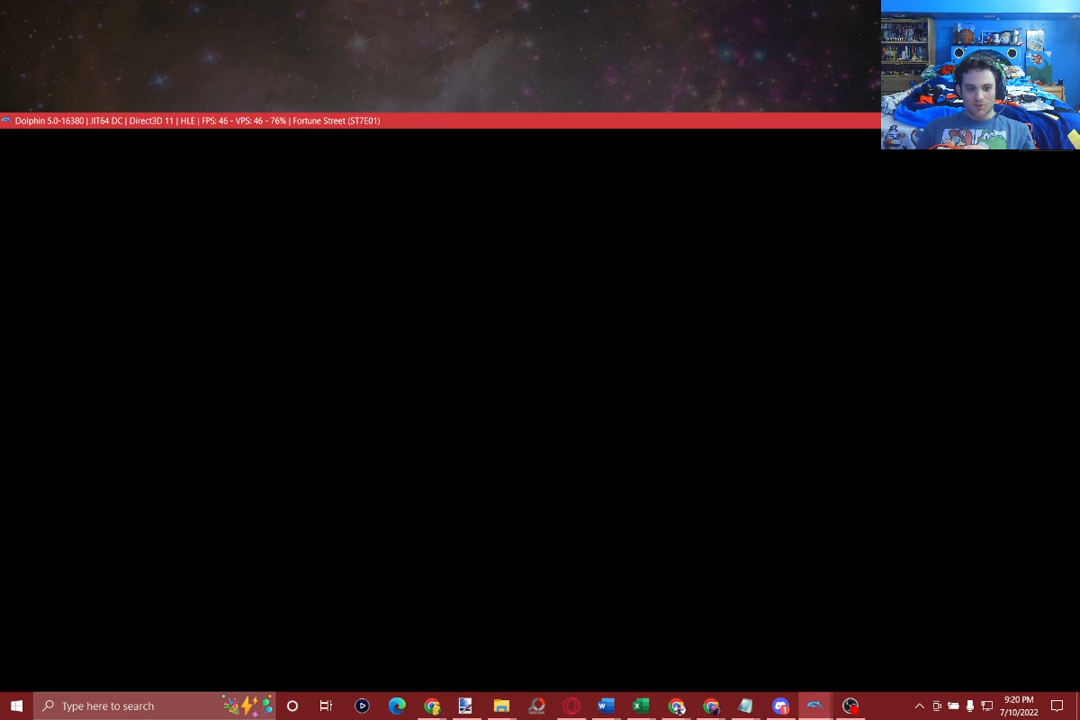 Dolphin 5.0-16380 | JIT64 DC | Direct3D 11 | HLE | FPS: 46 - VPS: 46 - 76% | Fortune Street (ST7E01)
Type here to search
9:20 PM
7/10/2022